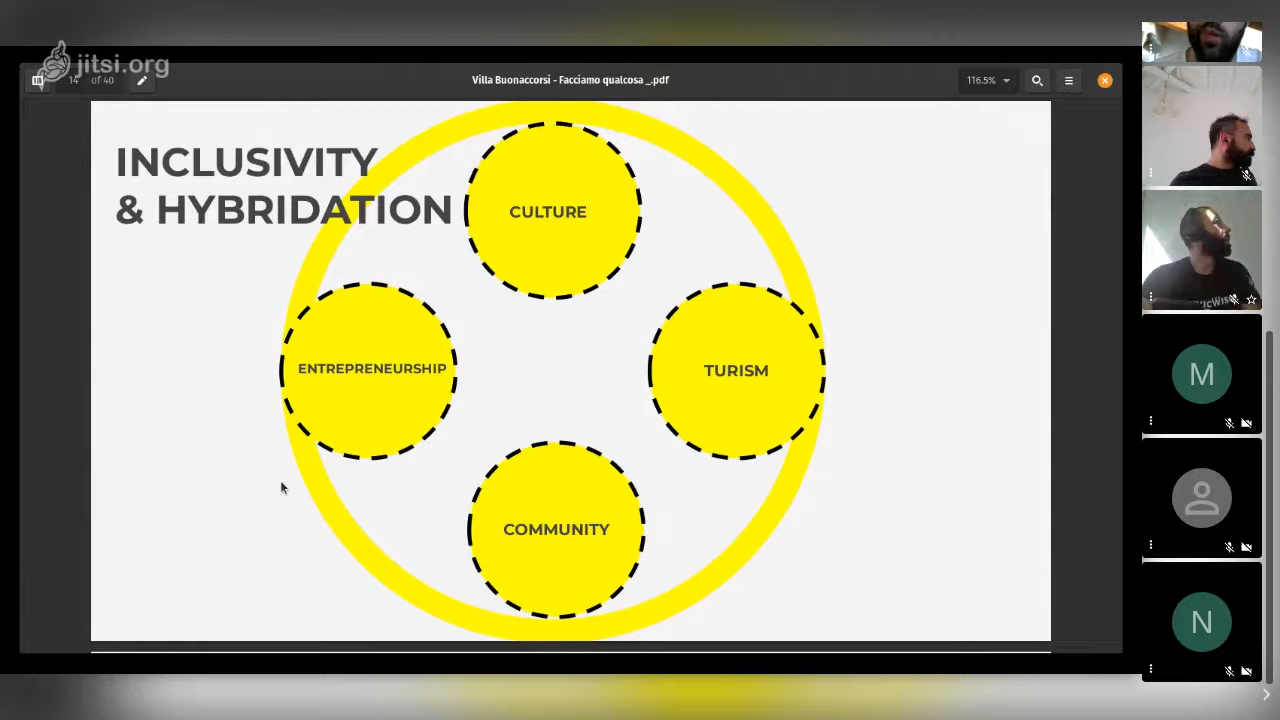 jitsi.org
14 of 40
Villa Buonaccorsi - Facciamo qualcosa _.pdf
116.5%
INCLUSIVITY
& HYBRIDATION
CULTURE
ENTREPRENEURSHIP
TURISM
COMMUNITY
M
N